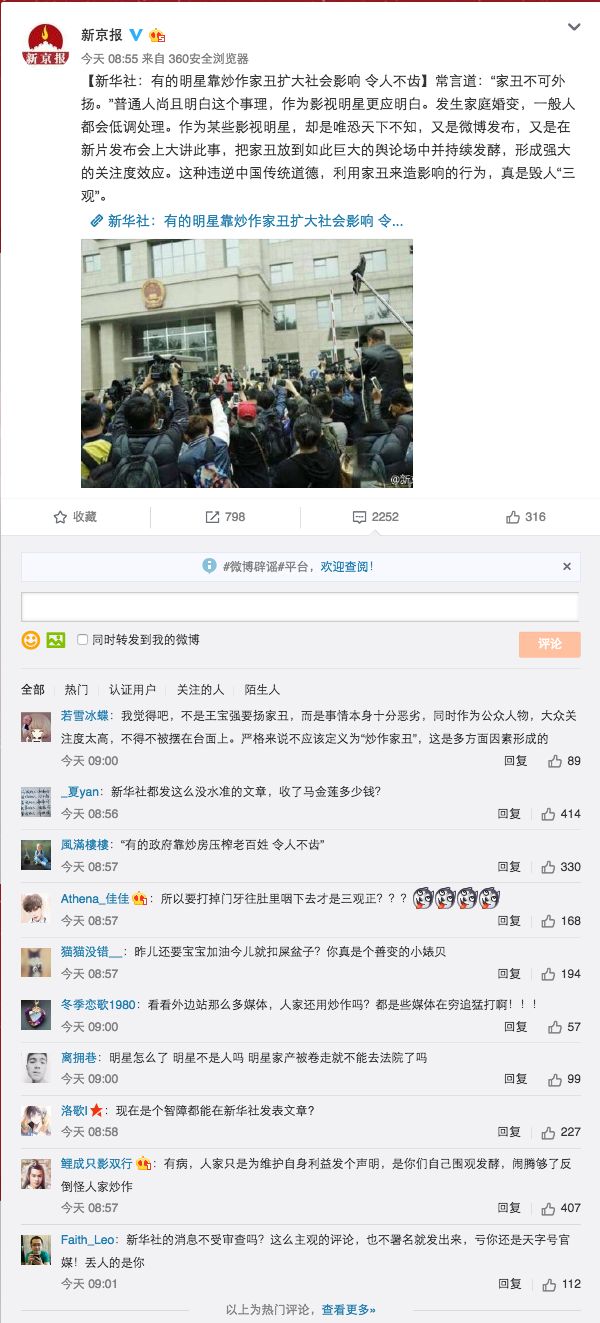 新京报
新京报
今天 08:55 来自 360安全浏览器
【新华社：有的明星靠炒作家丑扩大社会影响 令人不齿】常言道：“家丑不可外
扬。”普通人尚且明白这个事理，作为影视明星更应明白。发生家庭婚变，一般人
都会低调处理。作为某些影视明星，却是唯恐天下不知，又是微博发布，又是在
新片发布会上大讲此事，把家丑放到如此巨大的舆论场中并持续发酵，形成强大
的关注度效应。这种违逆中国传统道德，利用家丑来造影响的行为，真是毁人“三
观”。
新华社：有的明星靠炒作家丑扩大社会影响 令...
@新
收藏
798
2252
316
#微博辟谣#平台，欢迎查阅！
同时转发到我的微博
评论
全部 热门 认证用户 关注的人 陌生人
若雪冰蝶：我觉得吧，不是王宝强要扬家丑，而是事情本身十分恶劣，同时作为公众人物，大众关
注度太高，不得不被摆在台面上。严格来说不应该定义为“炒作家丑”，这是多方面因素形成的
今天 09:00 回复 89
_夏yan：新华社都发这么没水准的文章，收了马金莲多少钱?
今天 08:56 回复 414
風滿樓樓：“有的政府靠炒房压榨老百姓 令人不齿”
今天 08:57 回复 330
Athena_佳佳：所以要打掉门牙往肚里咽下去才是三观正？？？
今天 08:57 回复 168
猫猫没错__：昨儿还要宝宝加油今儿就扣屎盆子？你真是个善变的小婊贝
今天 08:57 回复 194
冬季恋歌1980：看看外边站那么多媒体，人家还用炒作吗？都是些媒体在穷追猛打啊！！！
今天 09:00 回复 57
离拥巷：明星怎么了 明星不是人吗 明星家产被卷走就不能去法院了吗
今天 09:00 回复 99
洛歌l：现在是个智障都能在新华社发表文章?
今天 08:58 回复 227
鲤成只影双行：有病，人家只是为维护自身利益发个声明，是你们自己围观发酵，闹腾够了反
倒怪人家炒作
今天 08:57 回复 407
Faith_Leo：新华社的消息不受审查吗？这么主观的评论，也不署名就发出来，亏你还是天字号官
媒！丢人的是你
今天 09:01 回复 112
以上为热门评论，查看更多»